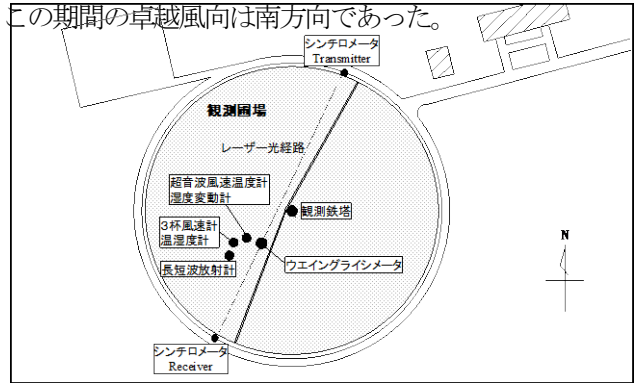 この期間の卓越風向は南方向であった。
シンチロメータ
Transmitter
観測圃場
レーザー光経路
超音波風速温度計
湿度変動計
観測鉄塔
3杯風速計
温湿度計
N
長短波放射計
ウエイングライシメータ
シンチロメータ
Receiver